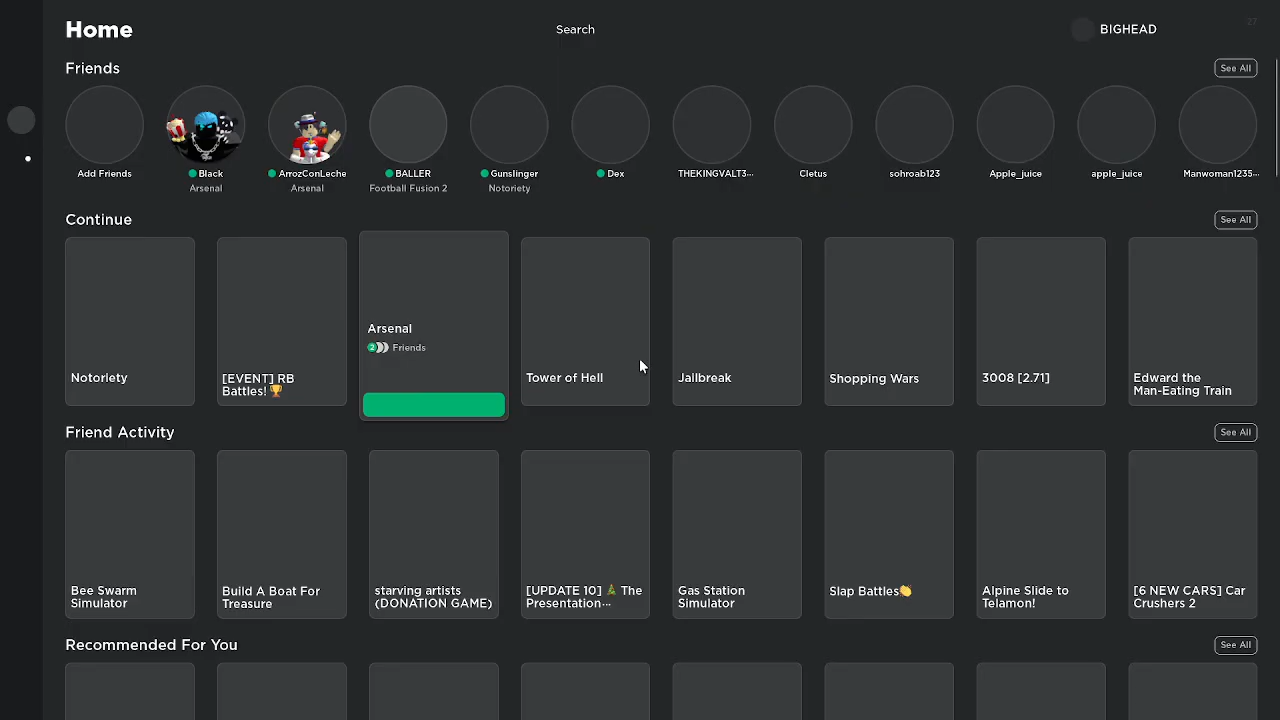 Home
Search
BIGHEAD
27
Friends
See All
Add Friends
Black
Arsenal
ArrozConLeche
Arsenal
BALLER
Football Fusion 2
Gunslinger
Notoriety
Dex
THEKINGVALT3...
Cletus
sohroab123
Apple_juice
apple_juice
Manwoman1235...
Continue
See All
Notoriety
[EVENT] RB
Battles!🏆
Arsenal
2 Friends
Tower of Hell
Jailbreak
Shopping Wars
3008 [2.71]
Edward the
Man-Eating Train
Friend Activity
See All
Bee Swarm
Simulator
Build A Boat For
Treasure
starving artists
(DONATION GAME)
[UPDATE 10] 🎄 The
Presentation...
Gas Station
Simulator
Slap Battles👏
Alpine Slide to
Telamon!
[6 NEW CARS] Car
Crushers 2
Recommended For You
See All